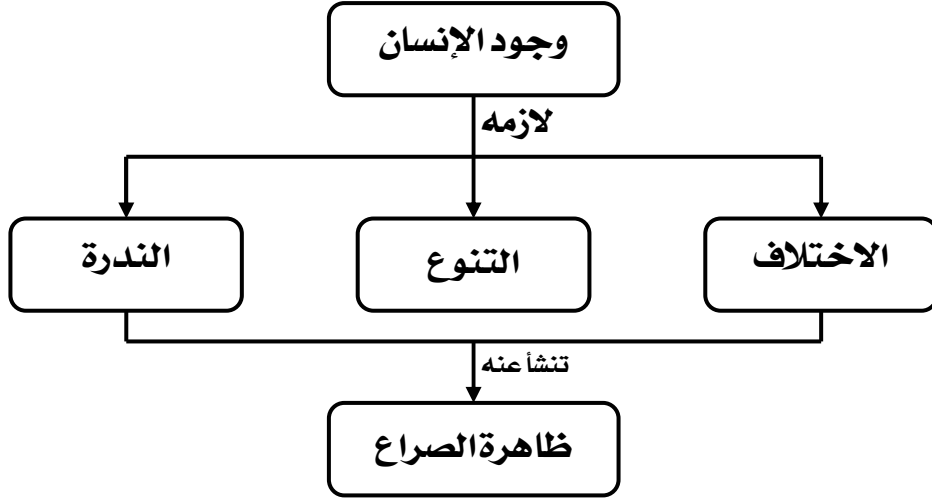 وجود الإنسان
لازمه
الاختلاف
التنوع
الندرة
تنشأ عنه
ظاهرة الصراع